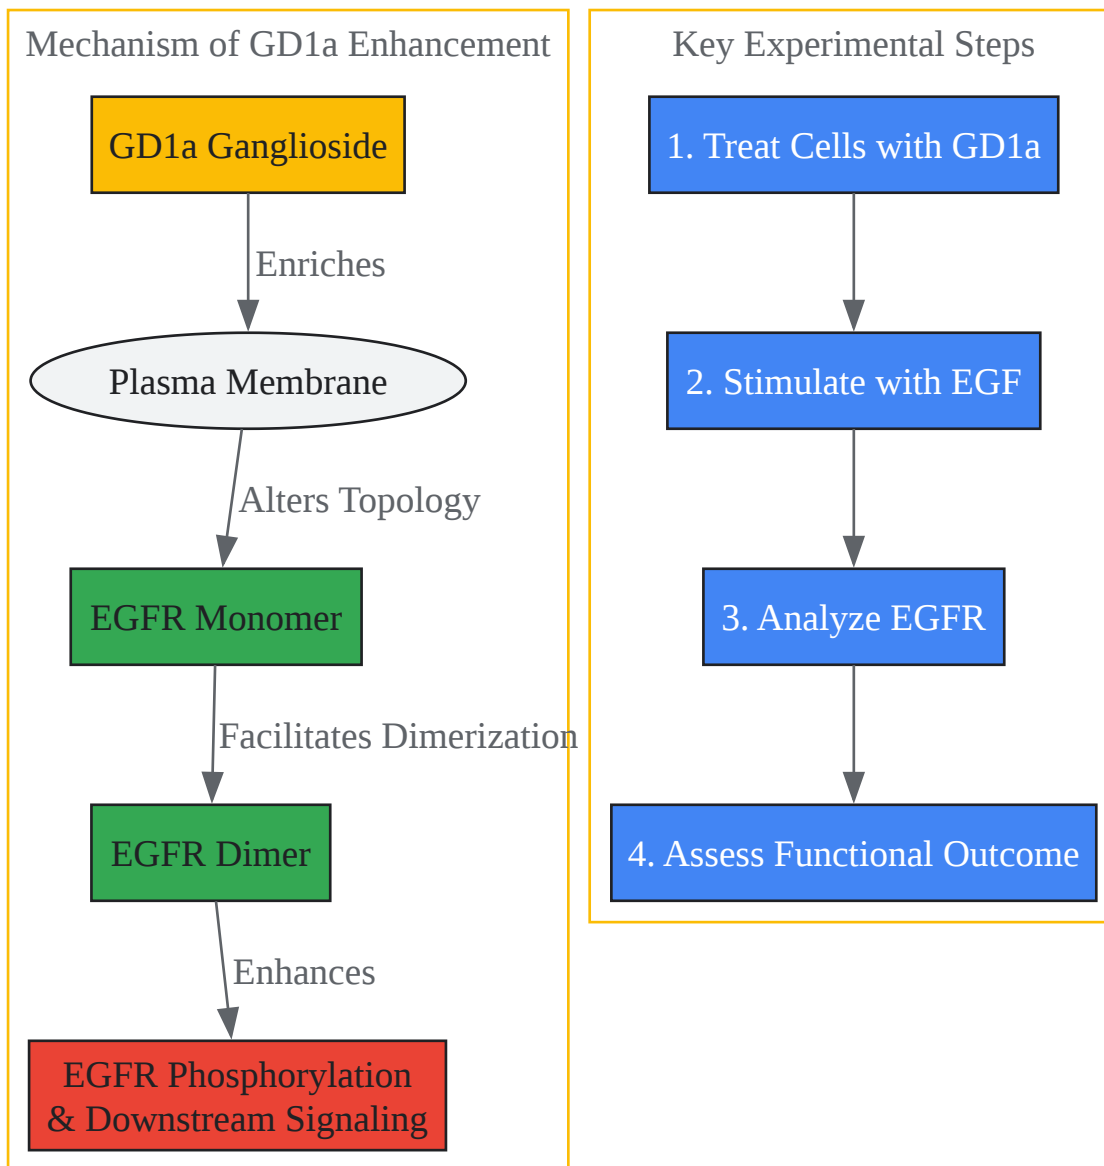 Mechanism of GD1a Enhancement
GD1a Ganglioside
Enriches
Plasma Membrane
Alters Topology
EGFR Monomer
Facilitates Dimerization
EGFR Dimer
Enhances
EGFR Phosphorylation
& Downstream Signaling
Key Experimental Steps
1. Treat Cells with GD1a
2. Stimulate with EGF
3. Analyze EGFR
4. Assess Functional Outcome